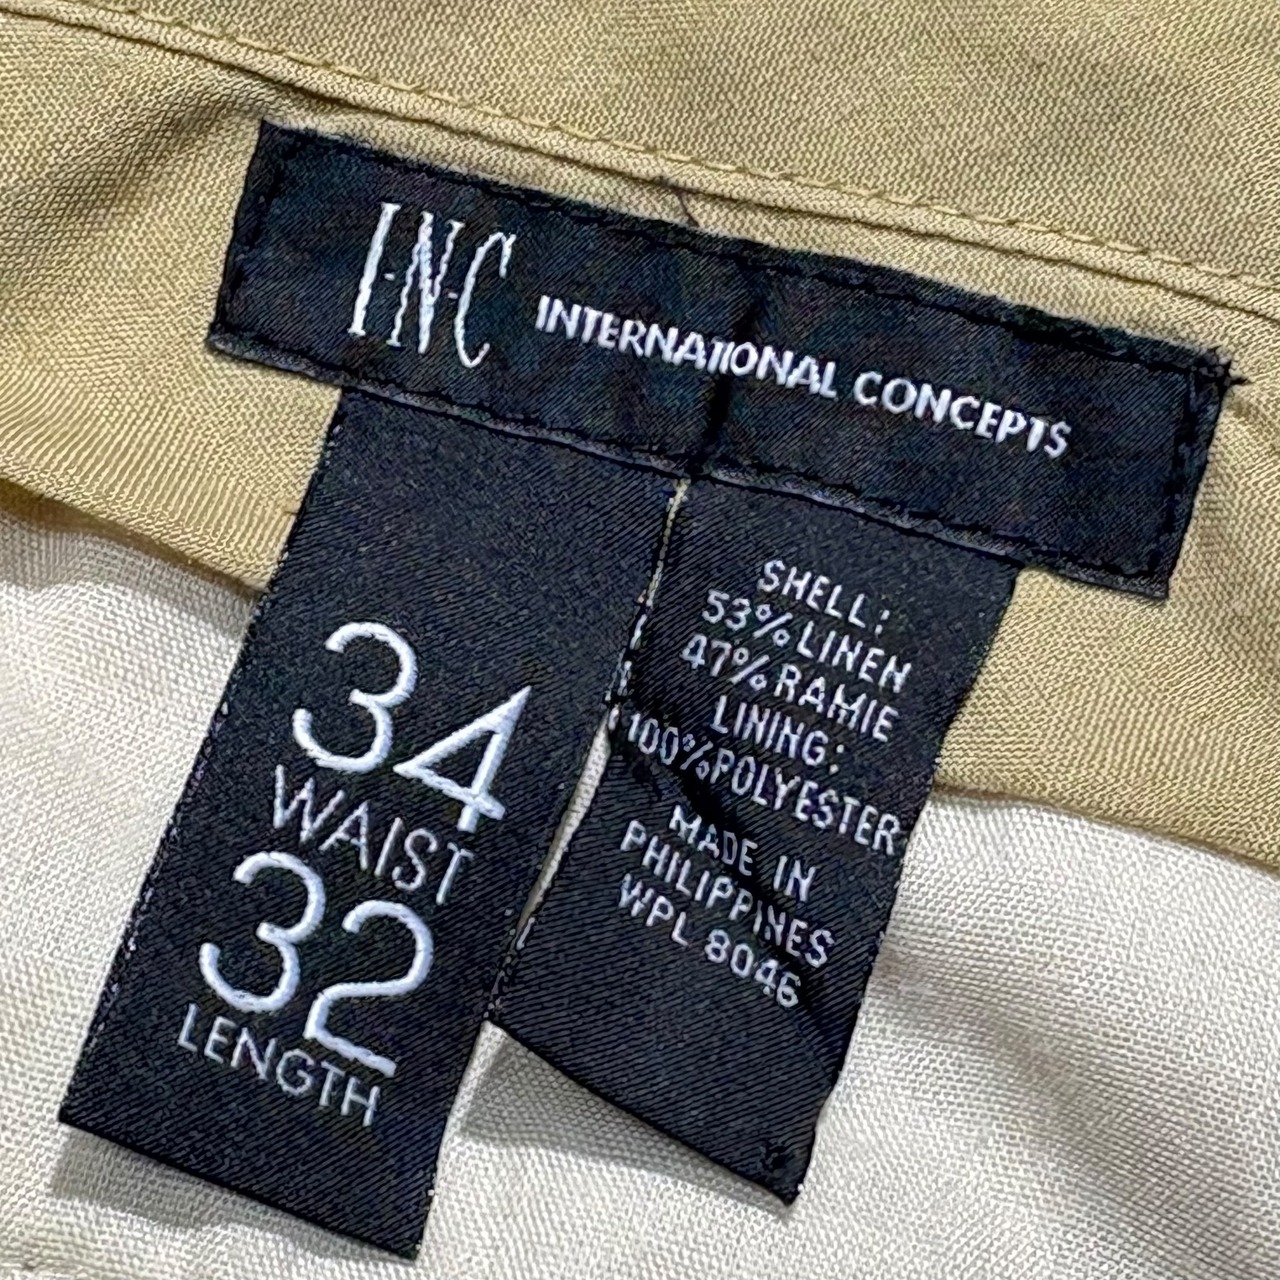 I·N·C INTERNATIONAL CONCEPTS
34
WAIST
32
LENGTH
SHELL:
53% LINEN
47% RAMIE
LINING:
100% POLYESTER
MADE IN
PHILIPPINES
WPL 8046